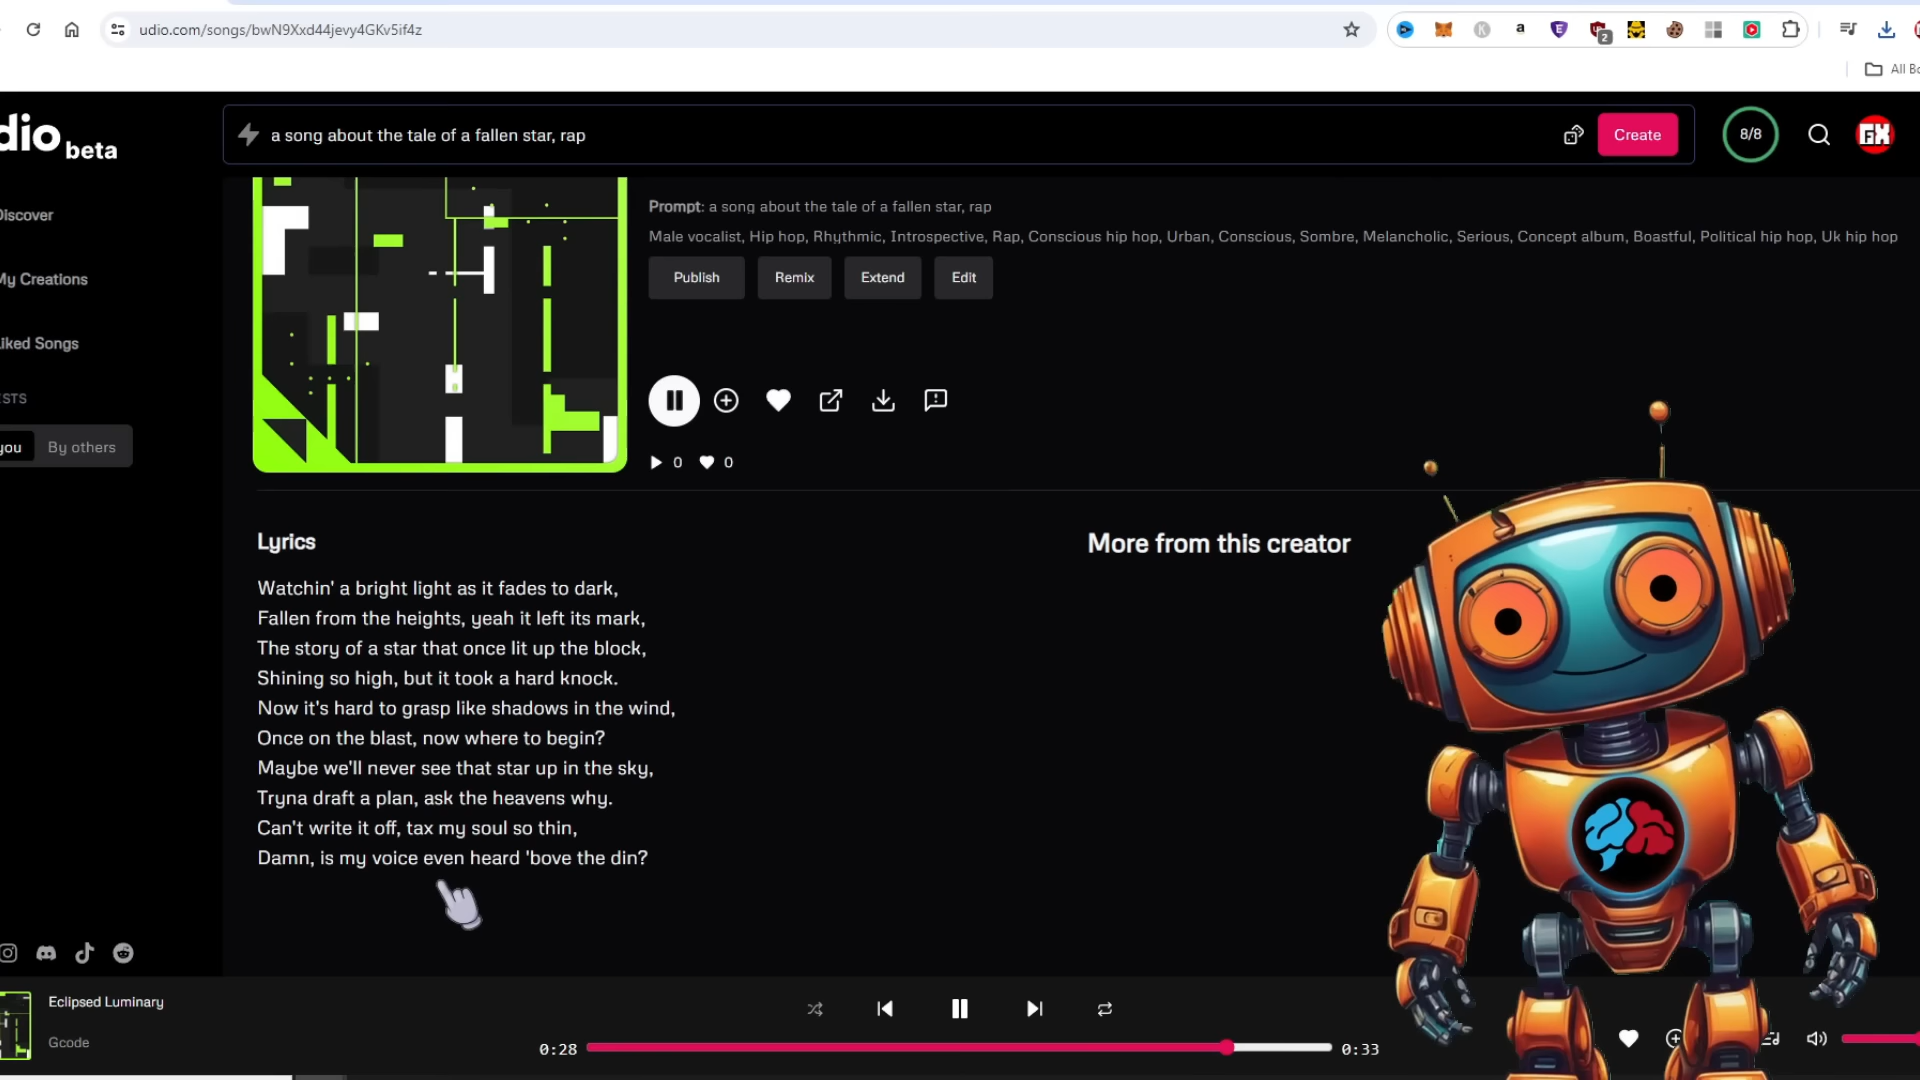 udio.com/songs/bwN9Xxd44jevy4GKv5if4z
2
All Bo
dio beta
a song about the tale of a fallen star, rap
Create
8/8
FX
Discover
My Creations
Liked Songs
ESTS
you
By others
Prompt: a song about the tale of a fallen star, rap
Male vocalist, Hip hop, Rhythmic, Introspective, Rap, Conscious hip hop, Urban, Conscious, Sombre, Melancholic, Serious, Concept album, Boastful, Political hip hop, Uk hip hop
Publish
Remix
Extend
Edit
0
0
Lyrics
Watchin' a bright light as it fades to dark,
Fallen from the heights, yeah it left its mark,
The story of a star that once lit up the block,
Shining so high, but it took a hard knock.
Now it's hard to grasp like shadows in the wind,
Once on the blast, now where to begin?
Maybe we'll never see that star up in the sky,
Tryna draft a plan, ask the heavens why.
Can't write it off, tax my soul so thin,
Damn, is my voice even heard 'bove the din?
More from this creator
Eclipsed Luminary
Gcode
0:28
0:33